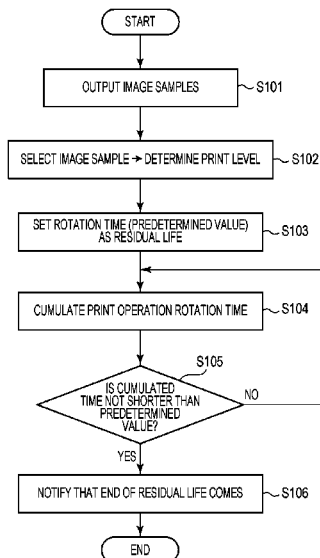 START
OUTPUT IMAGE SAMPLES
S101
SELECT IMAGE SAMPLE → DETERMINE PRINT LEVEL
S102
SET ROTATION TIME (PREDETERMINED VALUE)
AS RESIDUAL LIFE
S103
CUMULATE PRINT OPERATION ROTATION TIME
S104
S105
IS CUMULATED
TIME NOT SHORTER THAN
PREDETERMINED
VALUE?
NO
YES
NOTIFY THAT END OF RESIDUAL LIFE COMES
S106
END